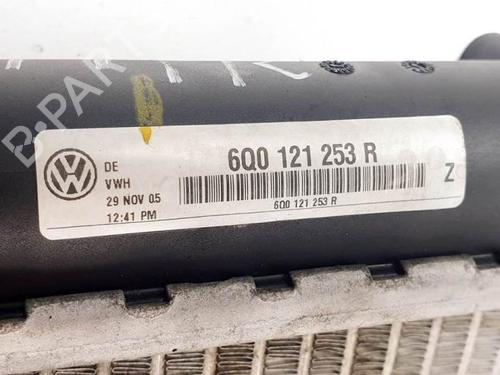 B-PARTS
DE
VWH
29 NOV 05
12:41 PM
6Q0 121 253 R
6Q0 121 253 R
Z